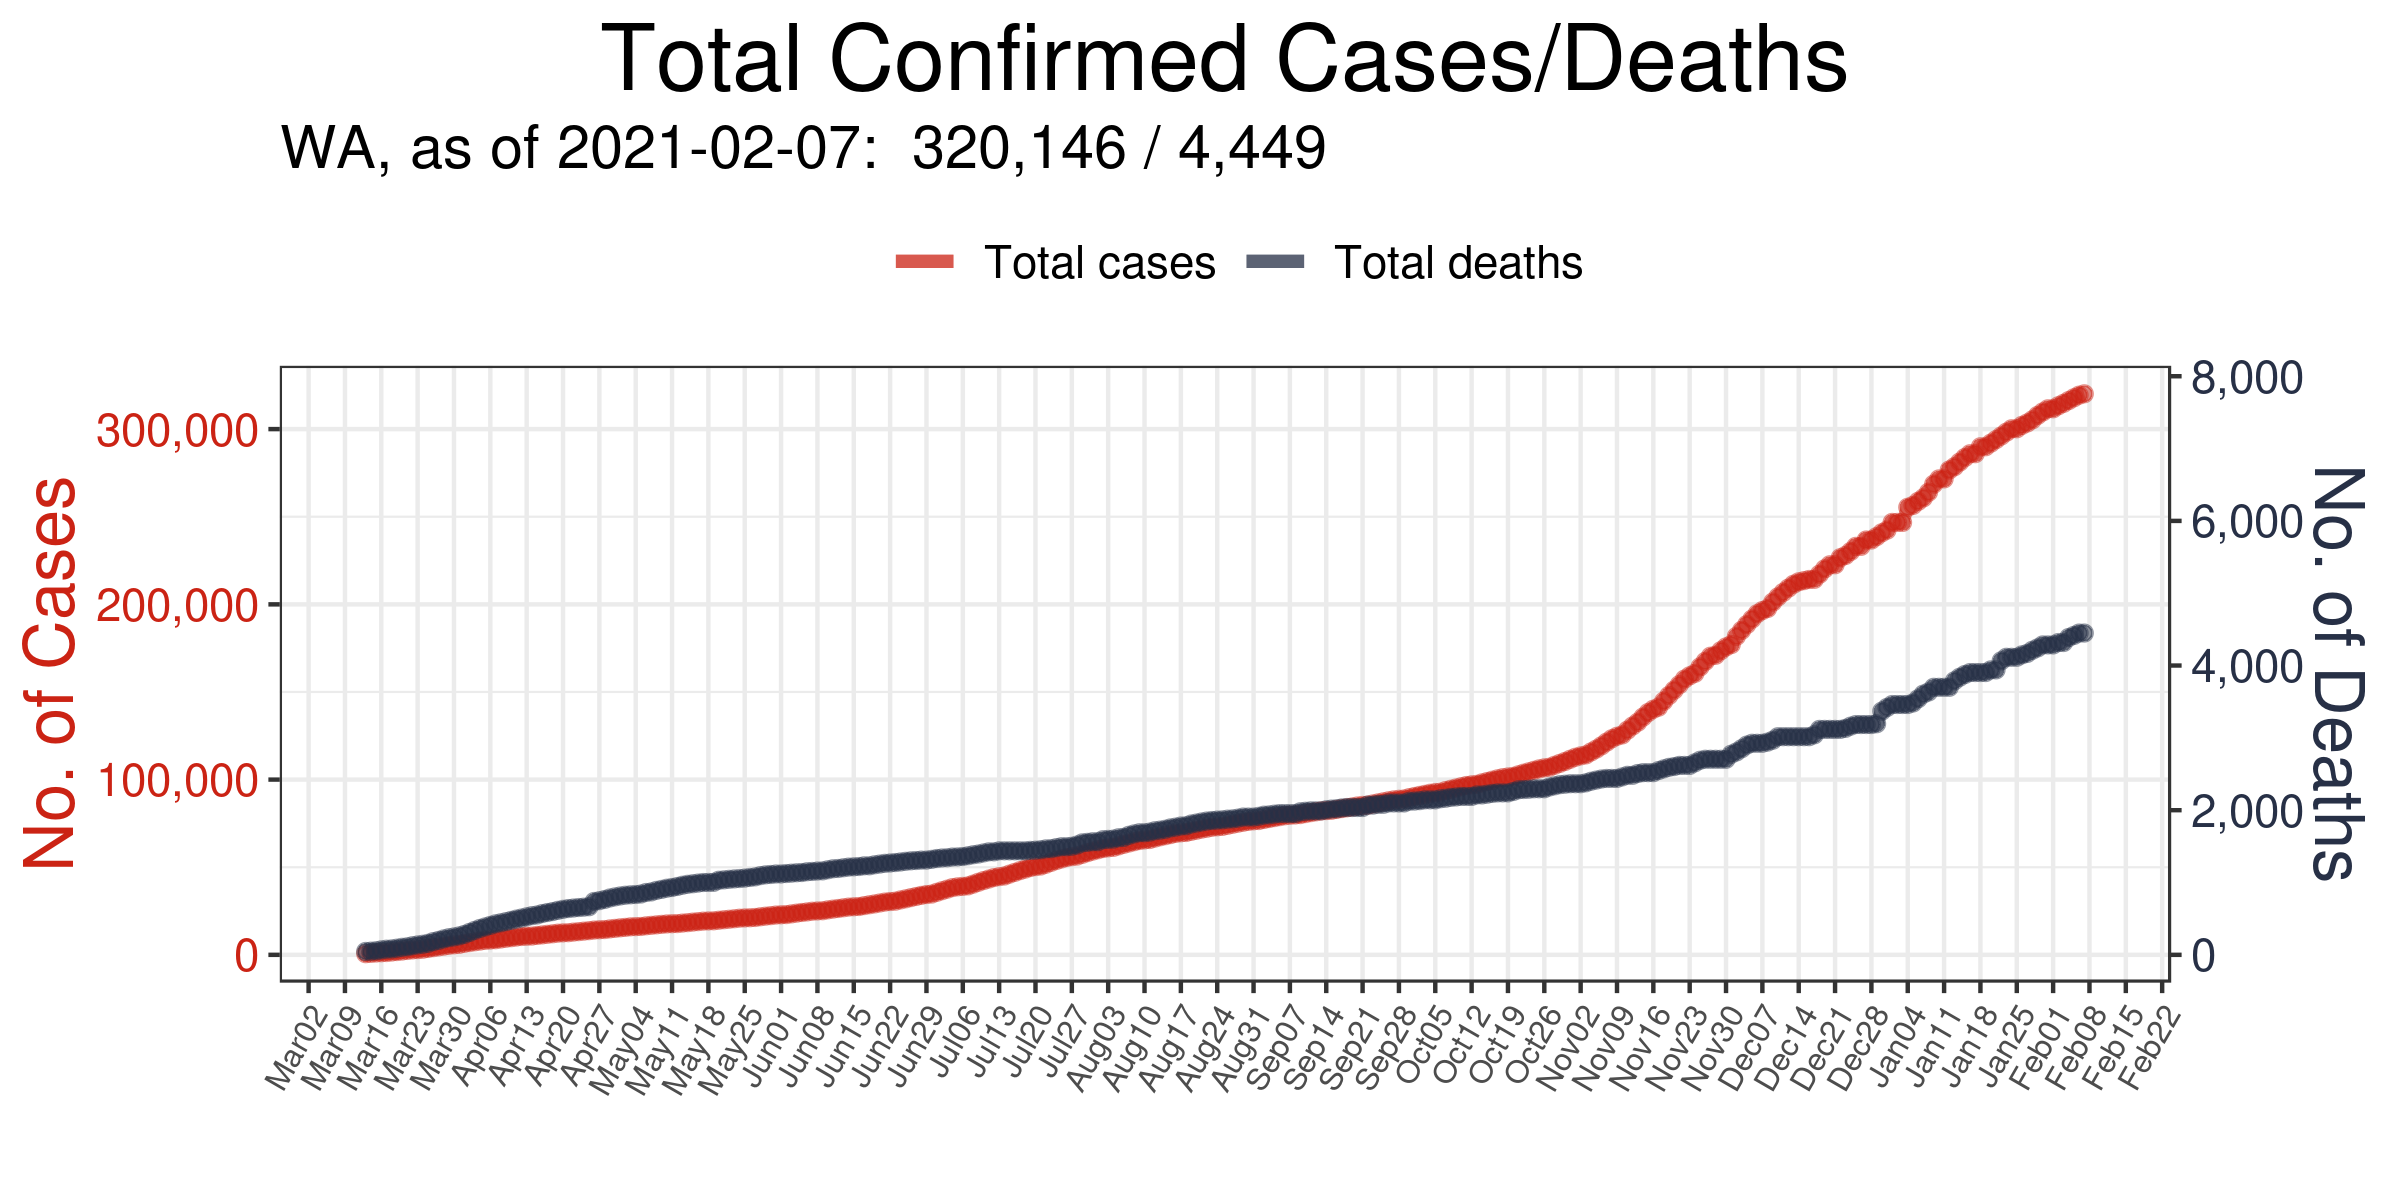 Total Confirmed Cases/Deaths
WA, as of 2021-02-07:  320,146 / 4,449
Total cases
Total deaths
No. of Cases
300,000
200,000
100,000
0
8,000
6,000
4,000
2,000
0
No. of Deaths
Mar02
Mar09
Mar16
Mar23
Mar30
Apr06
Apr13
Apr20
Apr27
May04
May11
May18
May25
Jun01
Jun08
Jun15
Jun22
Jun29
Jul06
Jul13
Jul20
Jul27
Aug03
Aug10
Aug17
Aug24
Aug31
Sep07
Sep14
Sep21
Sep28
Oct05
Oct12
Oct19
Oct26
Nov02
Nov09
Nov16
Nov23
Nov30
Dec07
Dec14
Dec21
Dec28
Jan04
Jan11
Jan18
Jan25
Feb01
Feb08
Feb15
Feb22